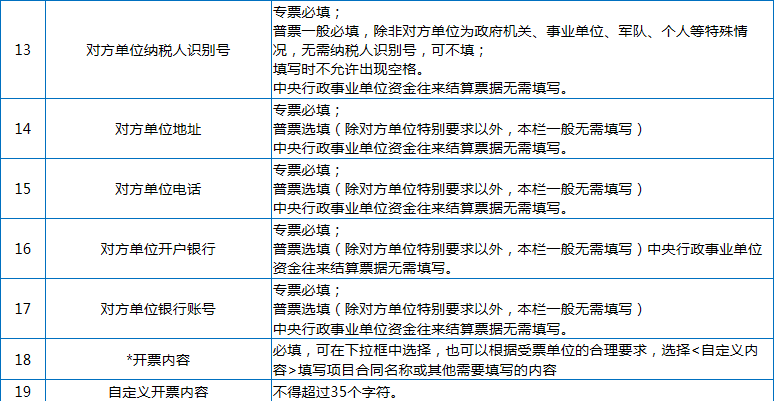 专票必填；
普票一般必填，除非对方单位为政府机关、事业单位、军队、个人等特殊情
13 对方单位纳税人识别号 况，无需纳税人识别号，可不填；
填写时不允许出现空格。
中央行政事业单位资金往来结算票据无需填写。
专票必填；
14 对方单位地址 普票选填（除对方单位特别要求以外，本栏一般无需填写）
中央行政事业单位资金往来结算票据无需填写。
专票必填；
15 对方单位电话 普票选填（除对方单位特别要求以外，本栏一般无需填写）
中央行政事业单位资金往来结算票据无需填写。
专票必填；
16 对方单位开户银行 普票选填（除对方单位特别要求以外，本栏一般无需填写）中央行政事业单位
资金往来结算票据无需填写。
专票必填；
17 对方单位银行账号 普票选填（除对方单位特别要求以外，本栏一般无需填写）
中央行政事业单位资金往来结算票据无需填写。
18 *开票内容 必填，可在下拉框中选择，也可以根据受票单位的合理要求，选择<自定义内
容>填写项目合同名称或其他需要填写的内容
19 自定义开票内容 不得超过35个字符。